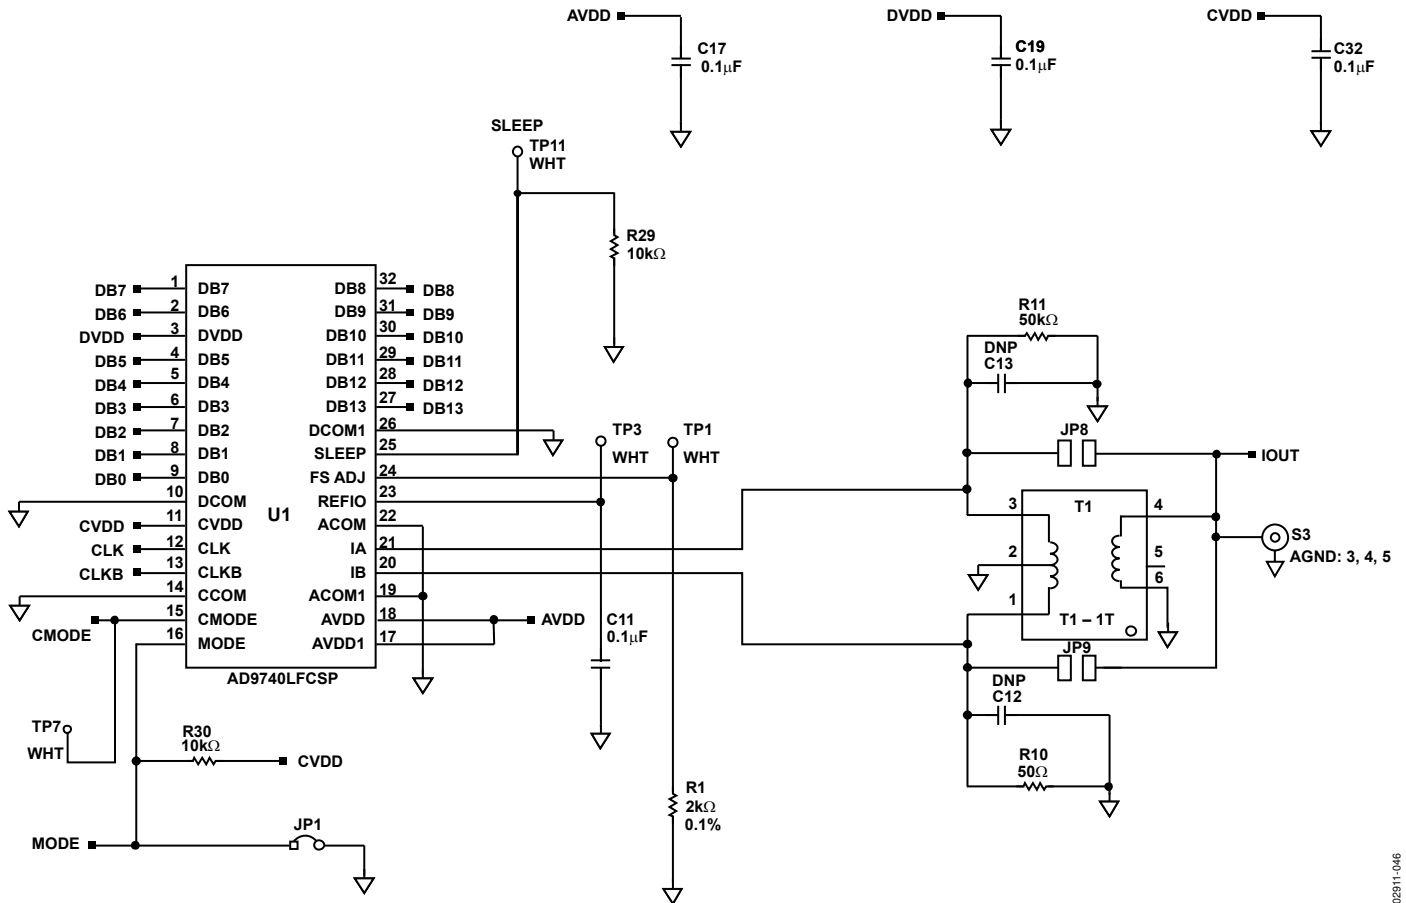 AVDD
C17
0.1µF
DVDD
C19
0.1µF
CVDD
C32
0.1µF
SLEEP
TP11
WHT
R29
10kΩ
DB7 1 DB7 DB8 32 DB8
DB6 2 DB6 DB9 31 DB9
DVDD 3 DVDD DB10 30 DB10
DB5 4 DB5 DB11 29 DB11
DB4 5 DB4 DB12 28 DB12
DB3 6 DB3 DB13 27 DB13
DB2 7 DB2 DCOM1 26
DB1 8 DB1 SLEEP 25
DB0 9 DB0 FS ADJ 24
10 DCOM REFIO 23
U1
CVDD 11 CVDD ACOM 22
CLK 12 CLK IA 21
CLKB 13 CLKB IB 20
14 CCOM ACOM1 19
CMODE 15 CMODE AVDD 18 AVDD
16 MODE AVDD1 17
AD9740LFCSP
TP3
WHT
TP1
WHT
C11
0.1µF
R11
50kΩ
DNP
C13
JP8
IOUT
3 T1 4
2 5
6
1
T1 – 1T
S3
AGND: 3, 4, 5
JP9
DNP
C12
R10
50Ω
TP7
WHT
R30
10kΩ
CVDD
R1
2kΩ
0.1%
MODE
JP1
02911-046